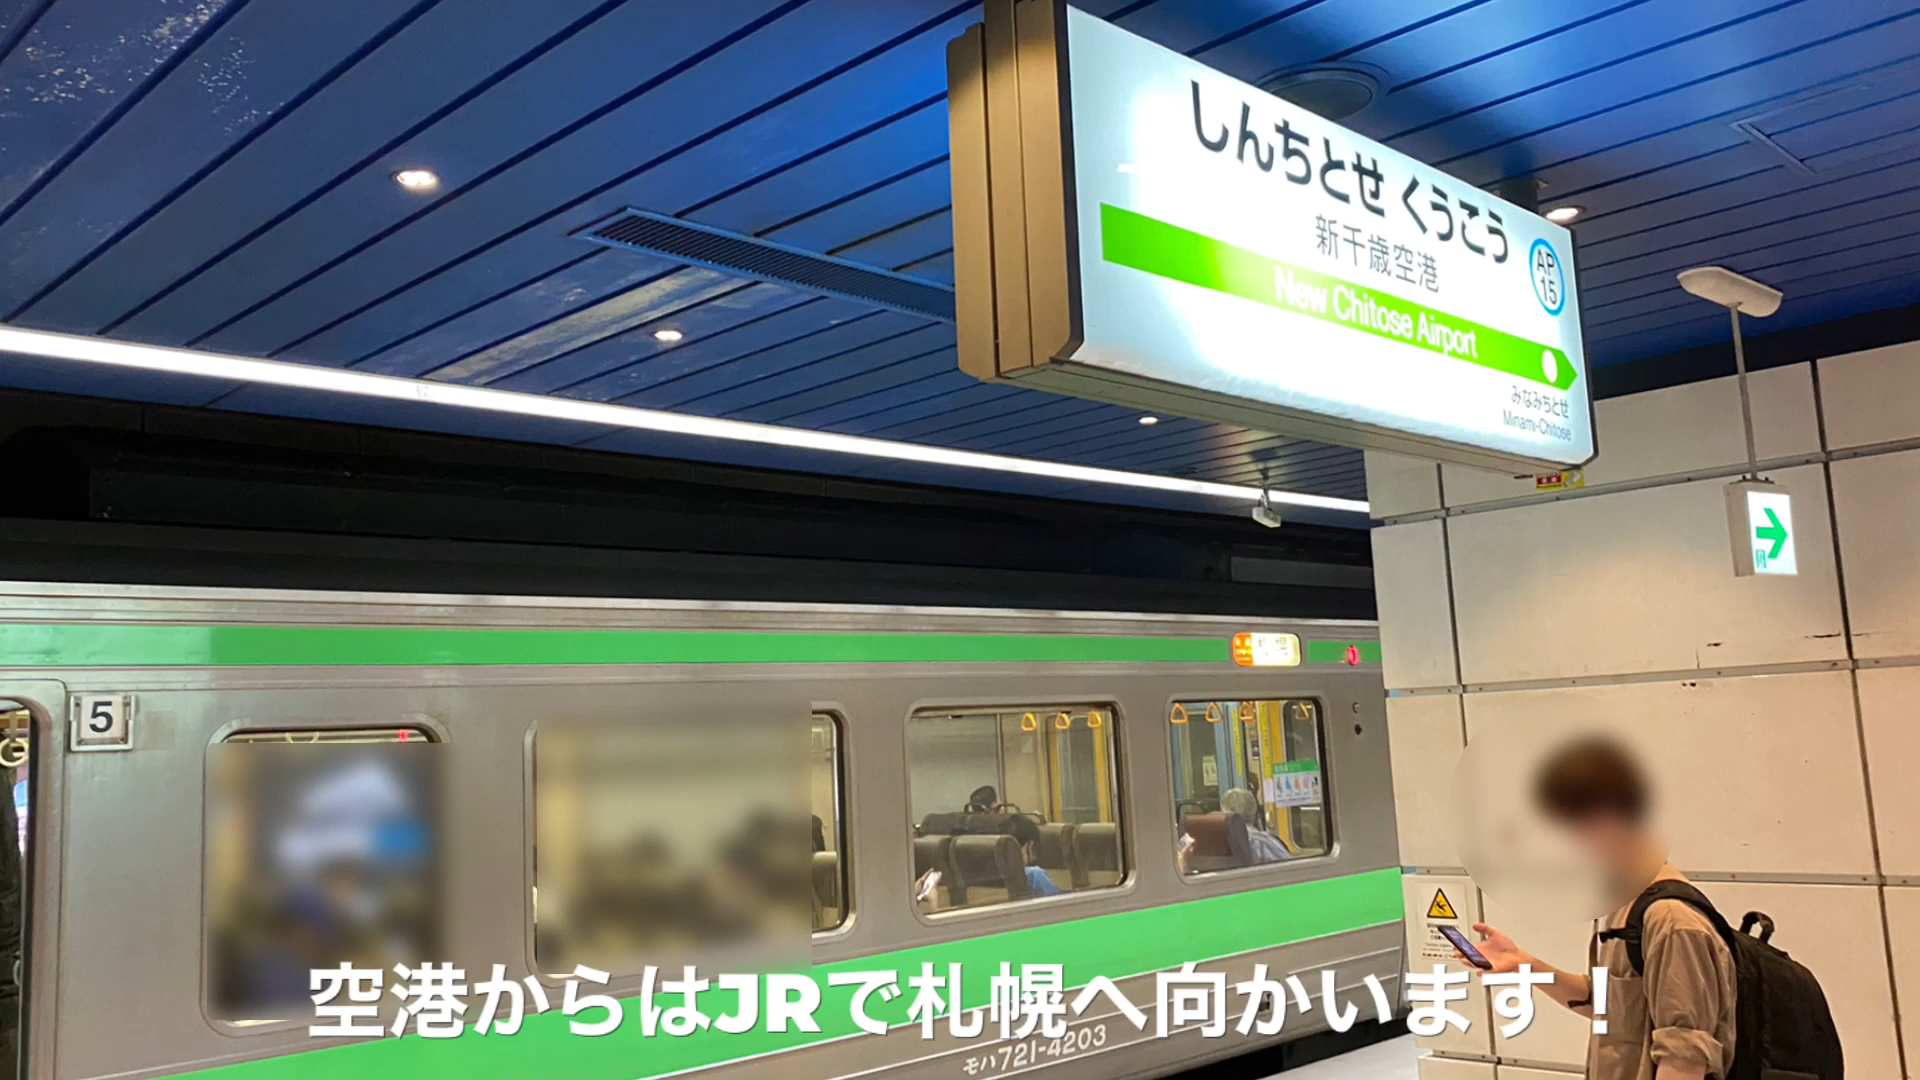 しんちとせ くうこう
新千歳空港
AP
15
New Chitose Airport
みなみちとせ
Minami-Chitose
5
空港からはJRで札幌へ向かいます！
モハ721-4203